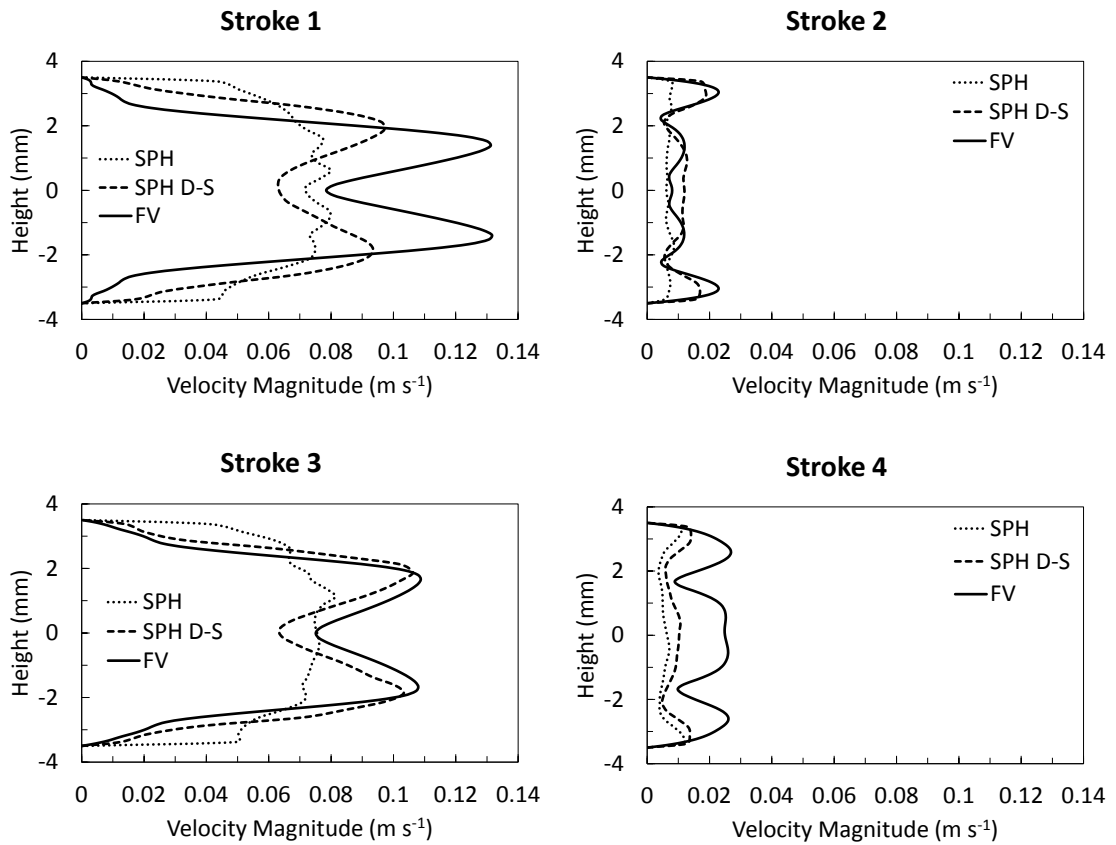 Stroke 1
4
2
0
-2
-4
Height (mm)
SPH
SPH D-S
FV
0 0.02 0.04 0.06 0.08 0.1 0.12 0.14
Velocity Magnitude (m s⁻¹)
Stroke 2
4
2
0
-2
-4
Height (mm)
SPH
SPH D-S
FV
0 0.02 0.04 0.06 0.08 0.1 0.12 0.14
Velocity Magnitude (m s⁻¹)
Stroke 3
4
2
0
-2
-4
Height (mm)
SPH
SPH D-S
FV
0 0.02 0.04 0.06 0.08 0.1 0.12 0.14
Velocity Magnitude (m s⁻¹)
Stroke 4
4
2
0
-2
-4
Height (mm)
SPH
SPH D-S
FV
0 0.02 0.04 0.06 0.08 0.1 0.12 0.14
Velocity Magnitude (m s⁻¹)